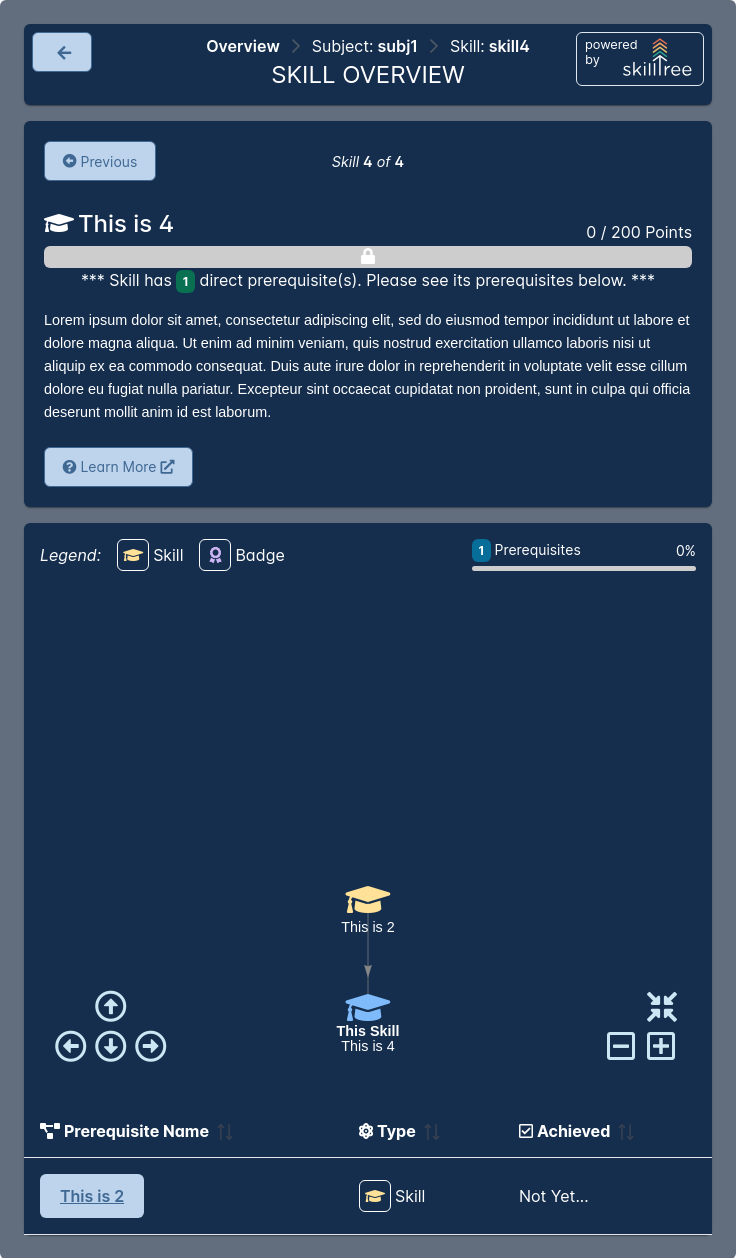 Overview Subject: subj1 Skill: skill4
SKILL OVERVIEW
powered
by
skilltree
Previous
Skill 4 of 4
This is 4
0 / 200 Points
*** Skill has 1 direct prerequisite(s). Please see its prerequisites below. ***
Lorem ipsum dolor sit amet, consectetur adipiscing elit, sed do eiusmod tempor incididunt ut labore et
dolore magna aliqua. Ut enim ad minim veniam, quis nostrud exercitation ullamco laboris nisi ut
aliquip ex ea commodo consequat. Duis aute irure dolor in reprehenderit in voluptate velit esse cillum
dolore eu fugiat nulla pariatur. Excepteur sint occaecat cupidatat non proident, sunt in culpa qui officia
deserunt mollit anim id est laborum.
Learn More
Legend: Skill Badge
1 Prerequisites 0%
This is 2
This Skill
This is 4
Prerequisite Name Type Achieved
This is 2 Skill Not Yet...